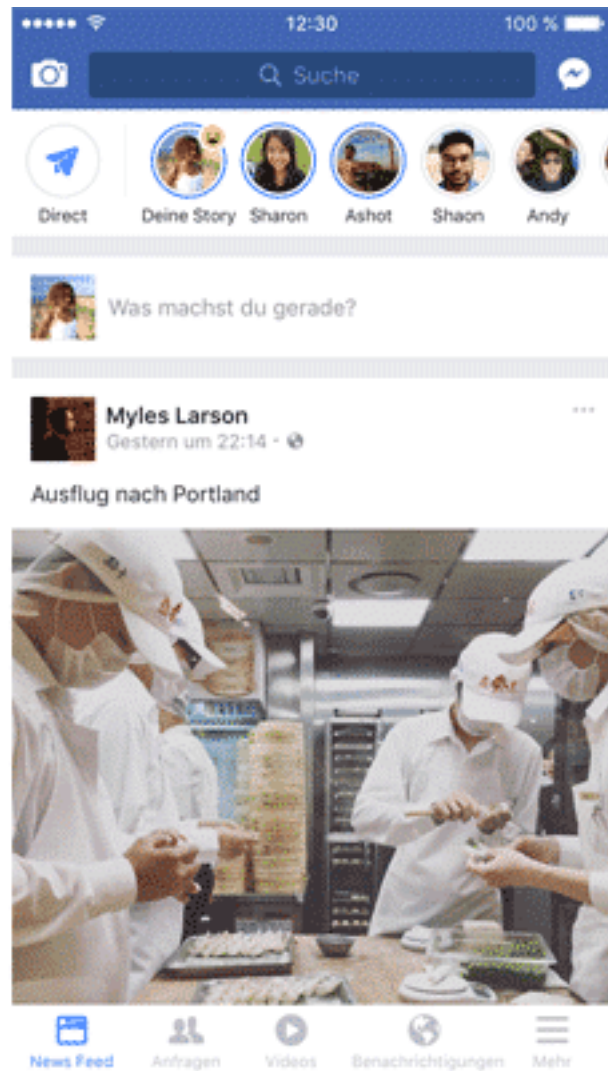 12:30
100 %
Suche
Direct
Deine Story
Sharon
Ashot
Shaon
Andy
Was machst du gerade?
Myles Larson
Gestern um 22:14
Ausflug nach Portland
News Feed
Anfragen
Videos
Benachrichtigungen
Mehr